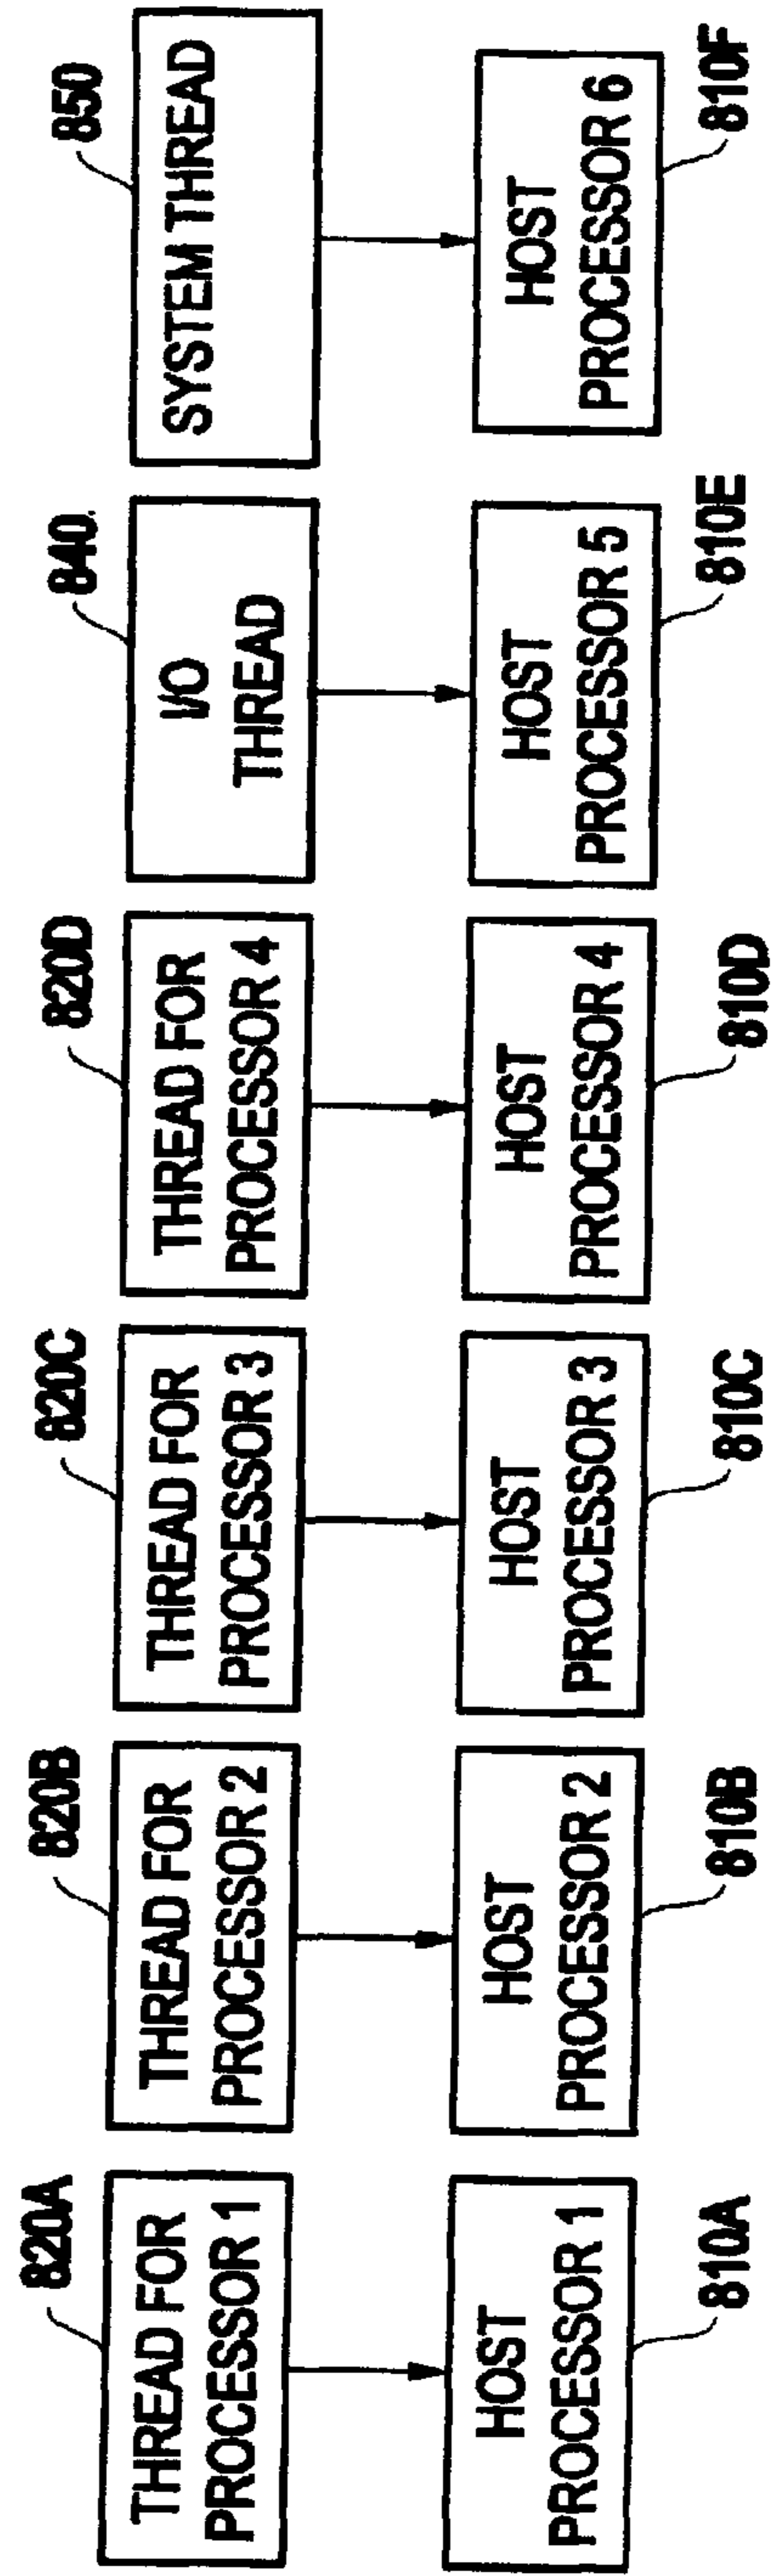 820A
THREAD FOR
PROCESSOR 1
HOST
PROCESSOR 1
810A
820B
THREAD FOR
PROCESSOR 2
HOST
PROCESSOR 2
810B
820C
THREAD FOR
PROCESSOR 3
HOST
PROCESSOR 3
810C
820D
THREAD FOR
PROCESSOR 4
HOST
PROCESSOR 4
810D
840
I/O
THREAD
HOST
PROCESSOR 5
810E
850
SYSTEM THREAD
HOST
PROCESSOR 6
810F